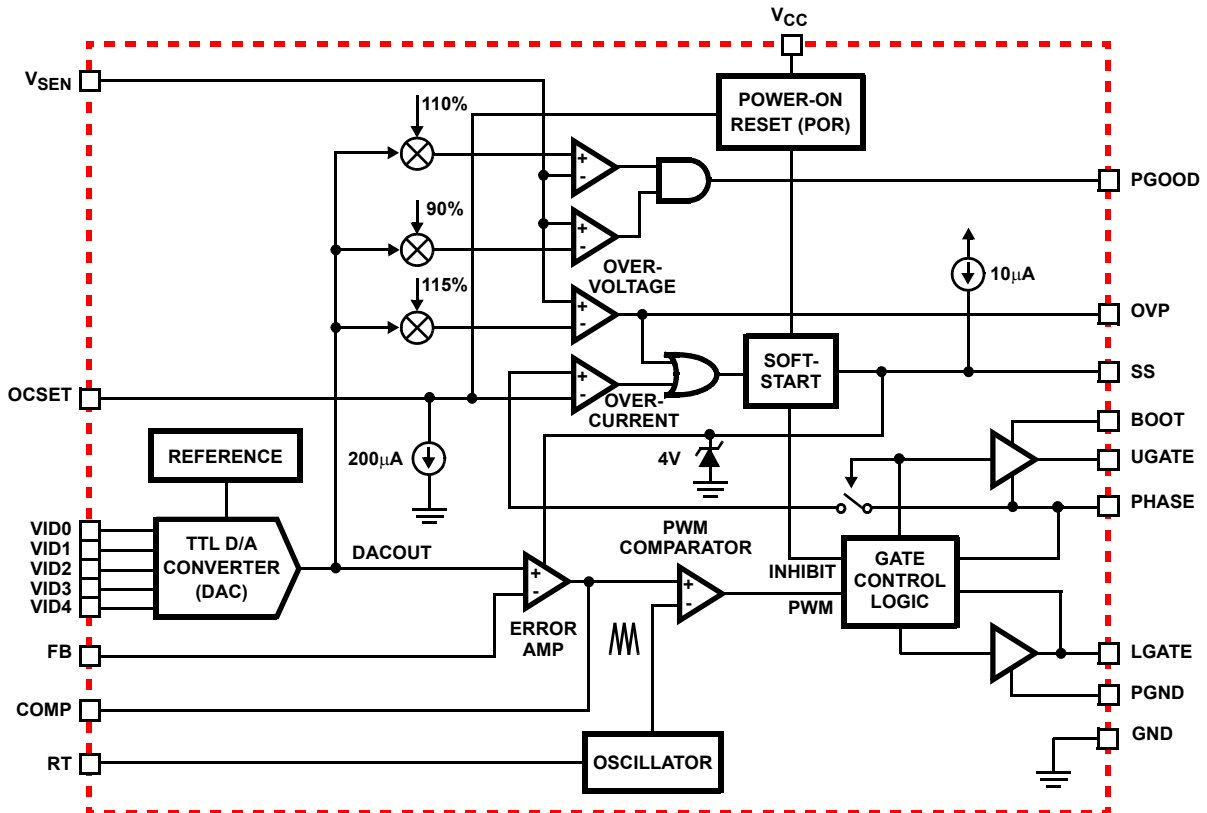 VCC
VSEN
110%
POWER-ON
RESET (POR)
+
-
PGOOD
90%
+
-
OVER-
VOLTAGE
10µA
115%
+
-
OVP
SOFT-
START
SS
OCSET
+
-
OVER-
CURRENT
BOOT
REFERENCE
200µA
4V
UGATE
PHASE
VID0
VID1
VID2
VID3
VID4
TTL D/A
CONVERTER
(DAC)
DACOUT
PWM
COMPARATOR
+
-
+
-
INHIBIT
PWM
GATE
CONTROL
LOGIC
ERROR
AMP
FB
LGATE
PGND
COMP
GND
RT
OSCILLATOR